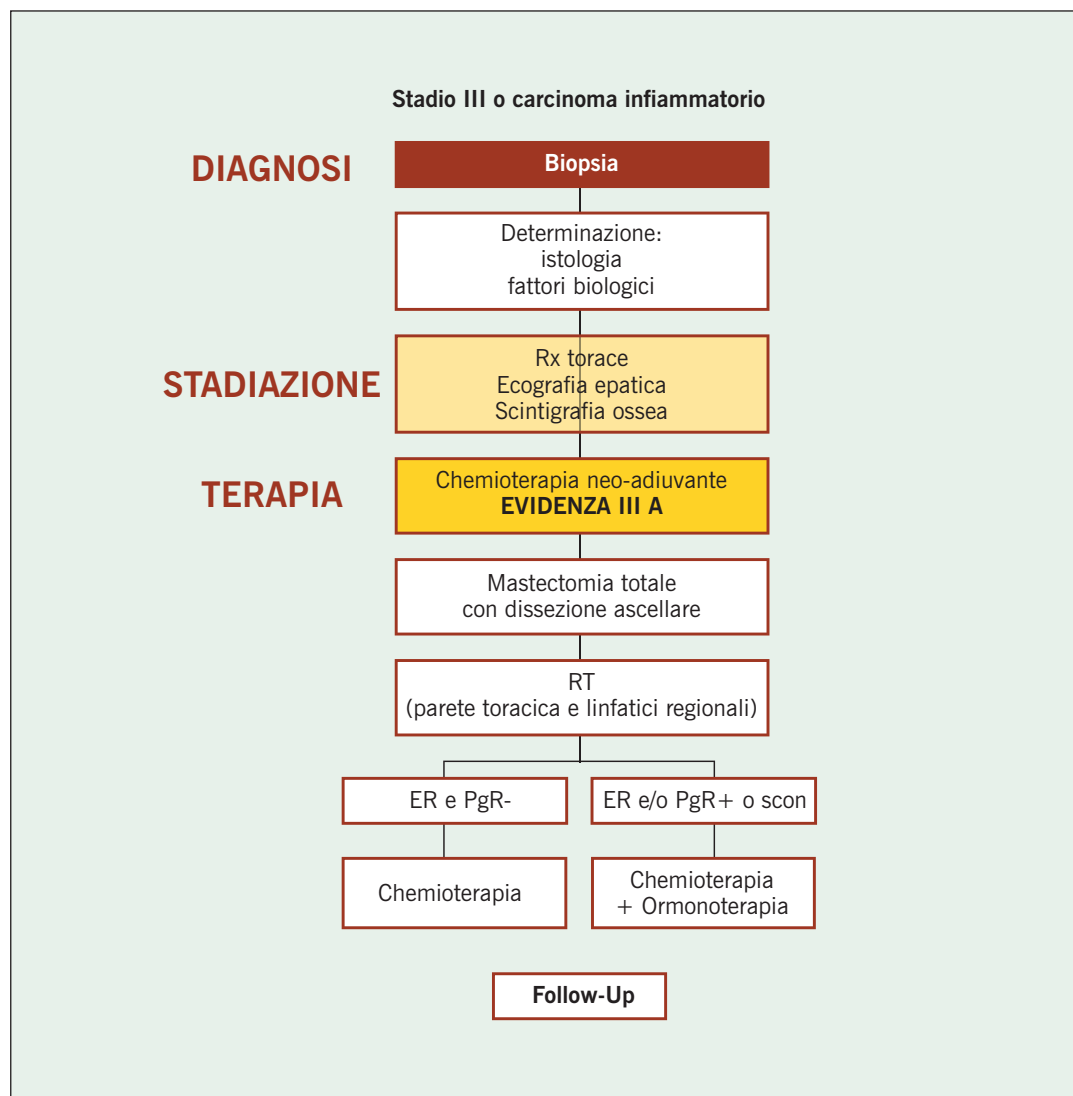 Stadio III o carcinoma infiammatorio
DIAGNOSI
Biopsia
Determinazione:
istologia
fattori biologici
STADIAZIONE
Rx torace
Ecografia epatica
Scintigrafia ossea
TERAPIA
Chemioterapia neo-adiuvante
EVIDENZA III A
Mastectomia totale
con dissezione ascellare
RT
(parete toracica e linfatici regionali)
ER e PgR-
ER e/o PgR+ o scon
Chemioterapia
Chemioterapia
+ Ormonoterapia
Follow-Up